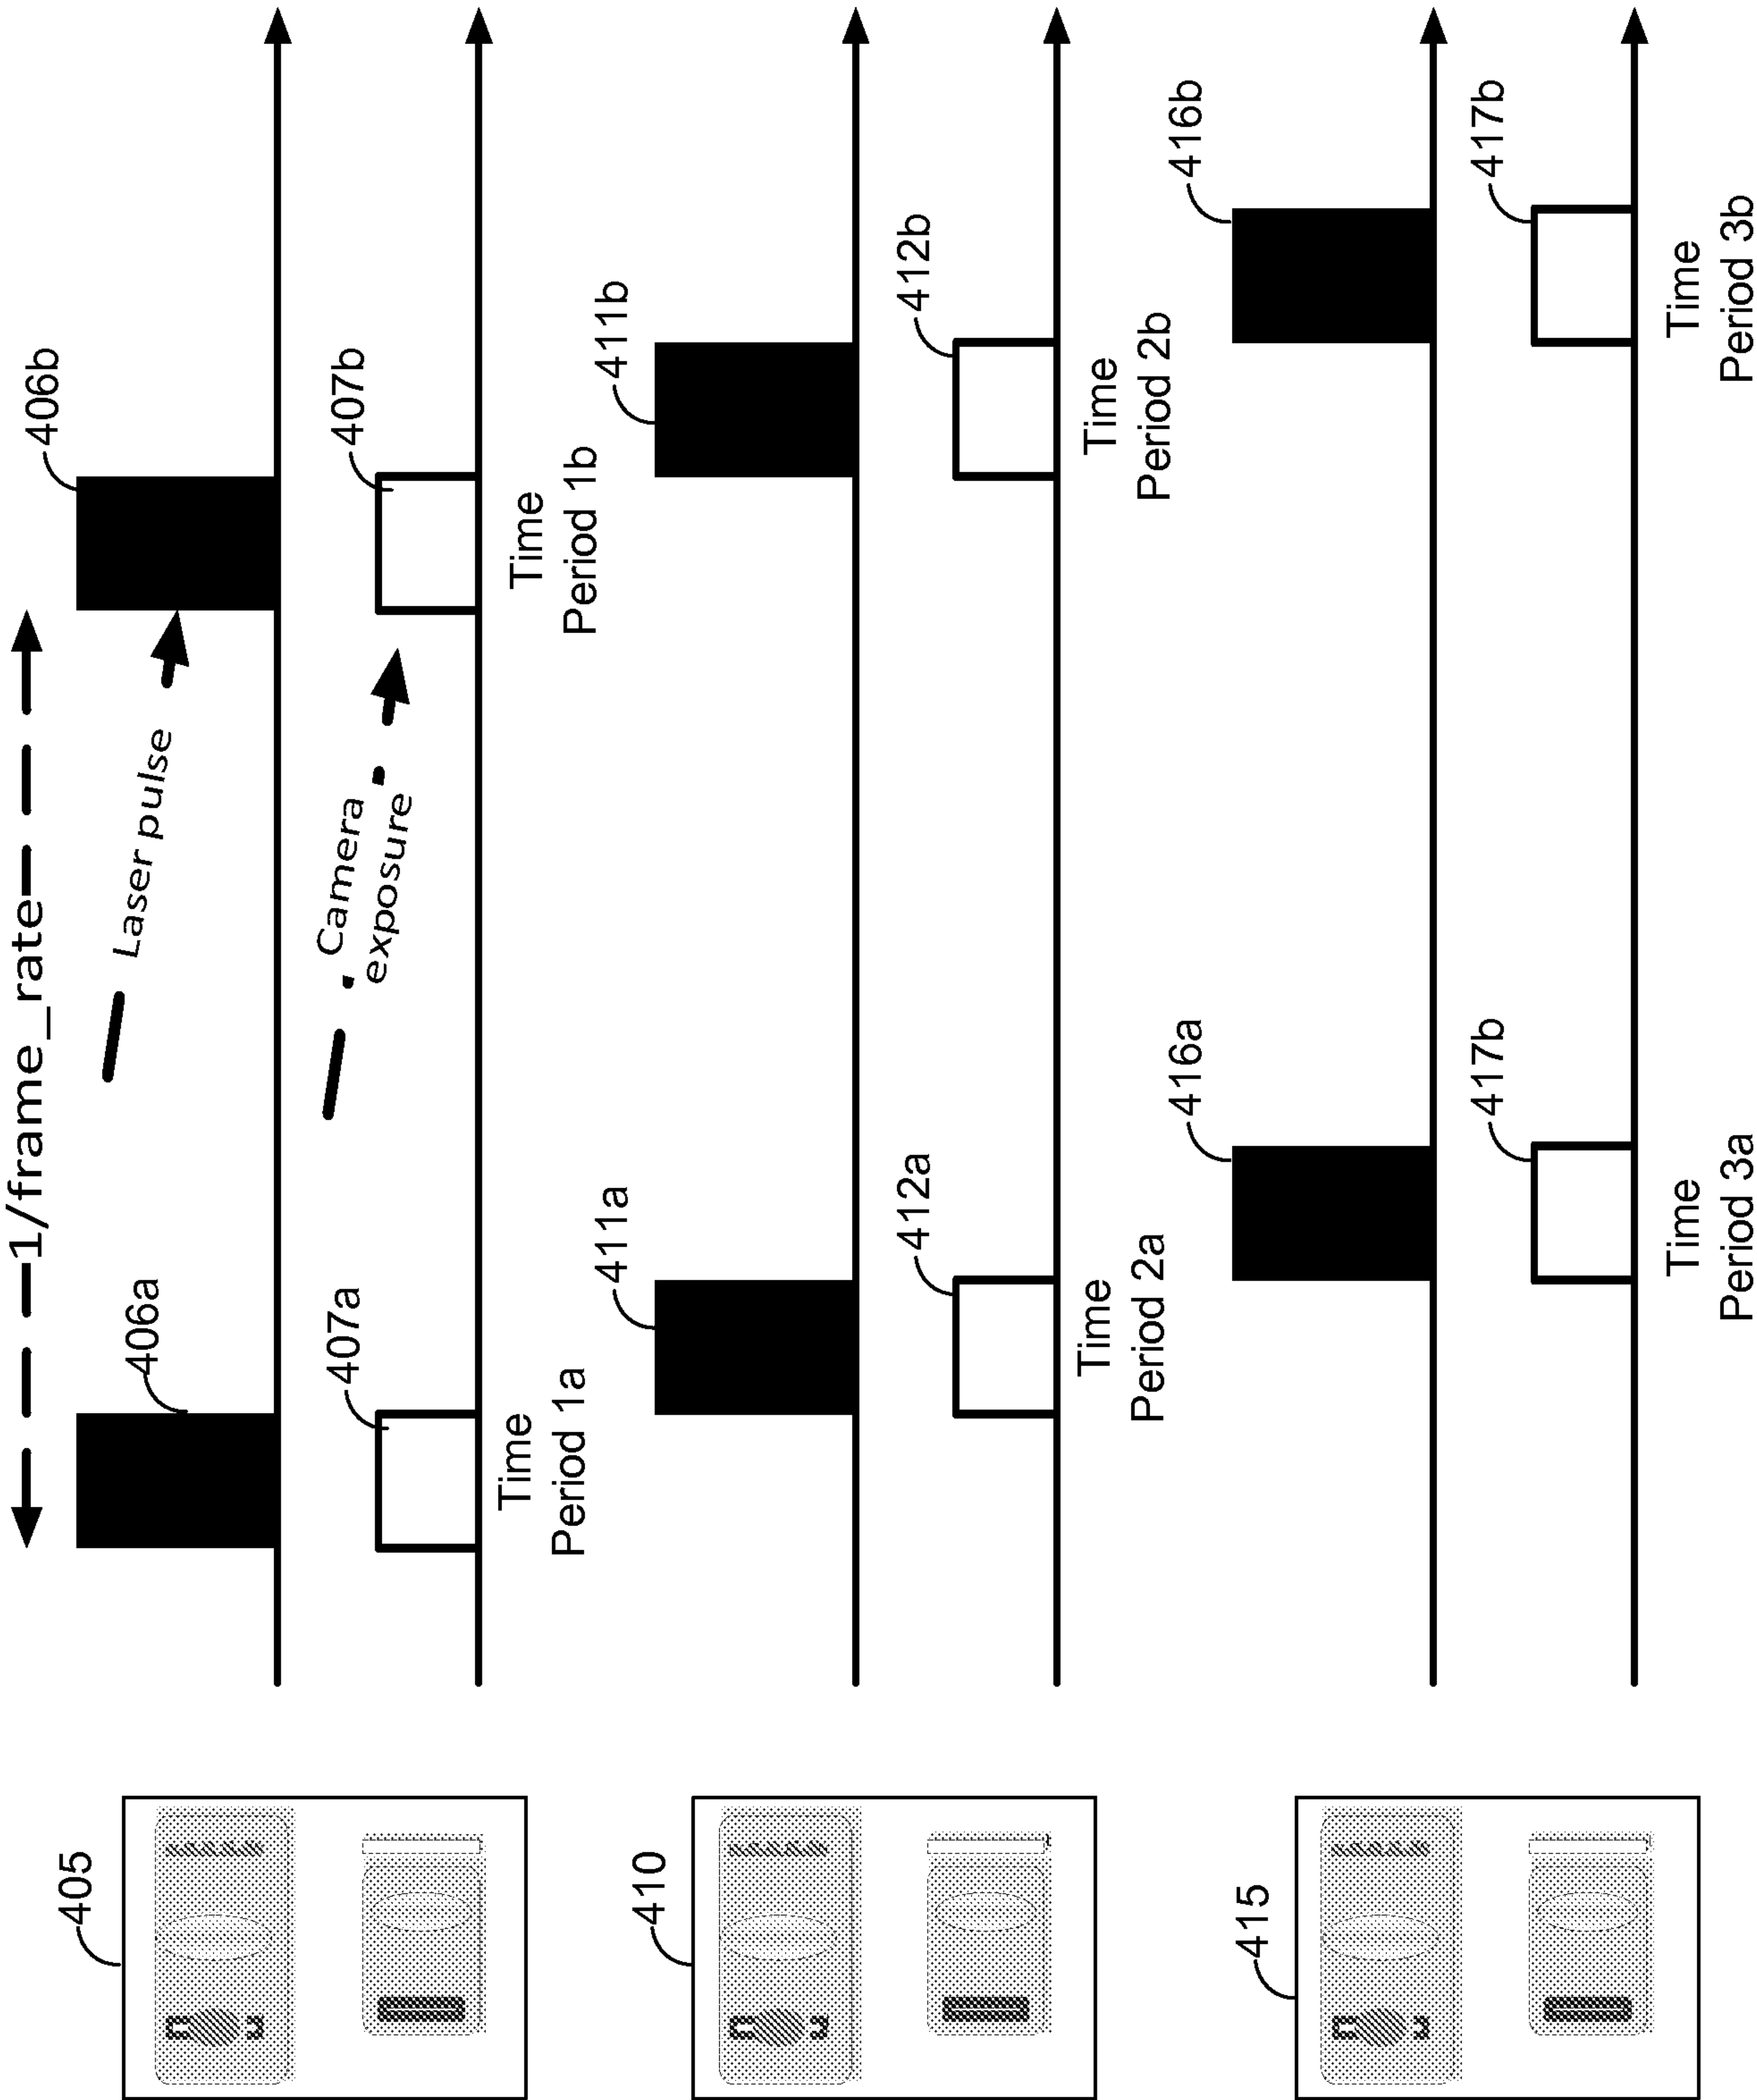 1/frame_rate
405
406a
Laser pulse
406b
407a
Camera
exposure
407b
Time
Period 1a
Time
Period 1b
410
411a
411b
412a
412b
Time
Period 2a
Time
Period 2b
415
416a
416b
417b
417b
Time
Period 3a
Time
Period 3b